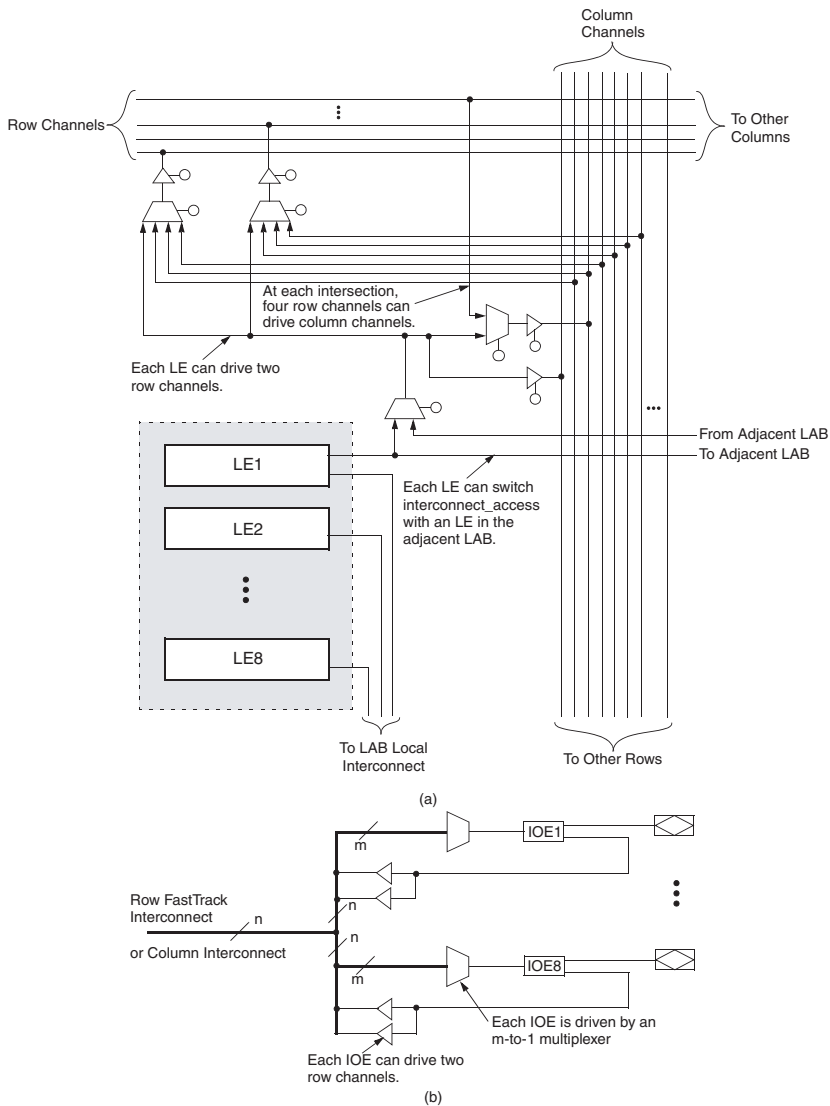 Column
Channels
Row Channels
To Other
Columns
At each intersection,
four row channels can
drive column channels.
Each LE can drive two
row channels.
From Adjacent LAB
To Adjacent LAB
LE1
Each LE can switch
interconnect_access
with an LE in the
adjacent LAB.
LE2
LE8
To LAB Local
Interconnect
To Other Rows
(a)
m
IOE1
Row FastTrack
Interconnect
n
n
or Column Interconnect
n
m
IOE8
Each IOE is driven by an
m-to-1 multiplexer
Each IOE can drive two
row channels.
(b)